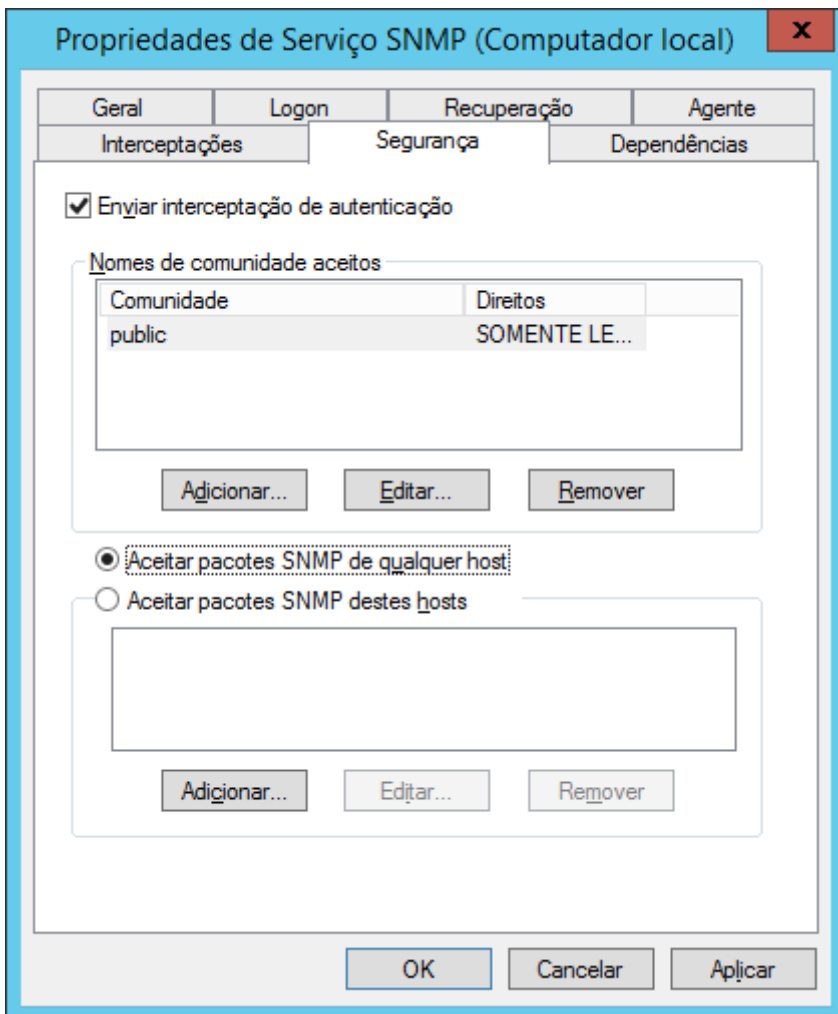 Propriedades de Serviço SNMP (Computador local)
x
Geral Logon Recuperação Agente
Interceptações Segurança Dependências
Enviar interceptação de autenticação
Nomes de comunidade aceitos
Comunidade Direitos
public SOMENTE LE...
Adicionar... Editar... Remover
Aceitar pacotes SNMP de qualquer host
Aceitar pacotes SNMP destes hosts
Adicionar... Editar... Remover
OK Cancelar Aplicar